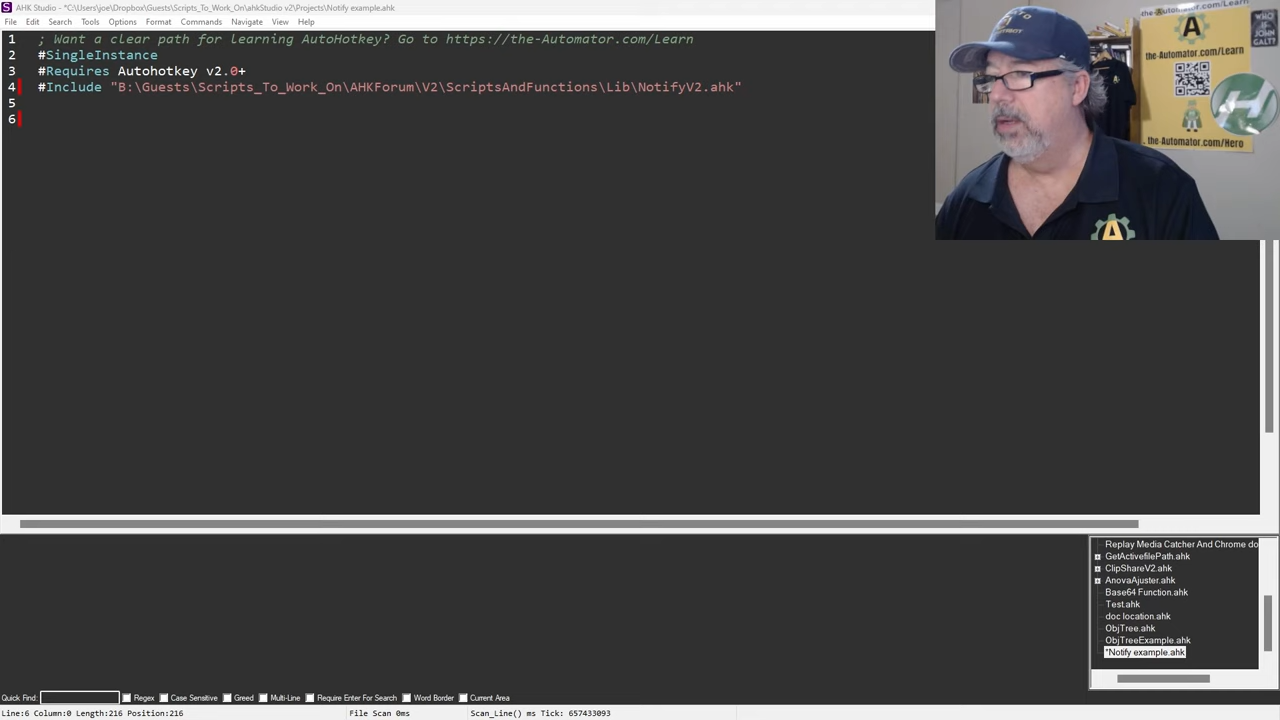 AHK Studio - *C:\Users\joe\Dropbox\Guests\Scripts_To_Work_On\ahkStudio v2\Projects\Notify example.ahk
File Edit Search Tools Options Format Commands Navigate View Help
1 ; Want a clear path for learning AutoHotkey? Go to https://the-Automator.com/Learn
2 #SingleInstance
3 #Requires Autohotkey v2.0+
4 #Include "B:\Guests\Scripts_To_Work_On\AHKForum\V2\ScriptsAndFunctions\Lib\NotifyV2.ahk"
5
6
the-Automator.com/Learn
WHO IS JOHN GALT?
A
H
the-Automator.com/Hero
A
Replay Media Catcher And Chrome do
GetActivefilePath.ahk
ClipShareV2.ahk
AnovaAjuster.ahk
Base64 Function.ahk
Test.ahk
doc location.ahk
ObjTree.ahk
ObjTreeExample.ahk
*Notify example.ahk
Quick Find: Regex Case Sensitive Greed Multi-Line Require Enter For Search Word Border Current Area
Line:6 Column:0 Length:216 Position:216 File Scan 0ms Scan_Line() ms Tick: 657433093